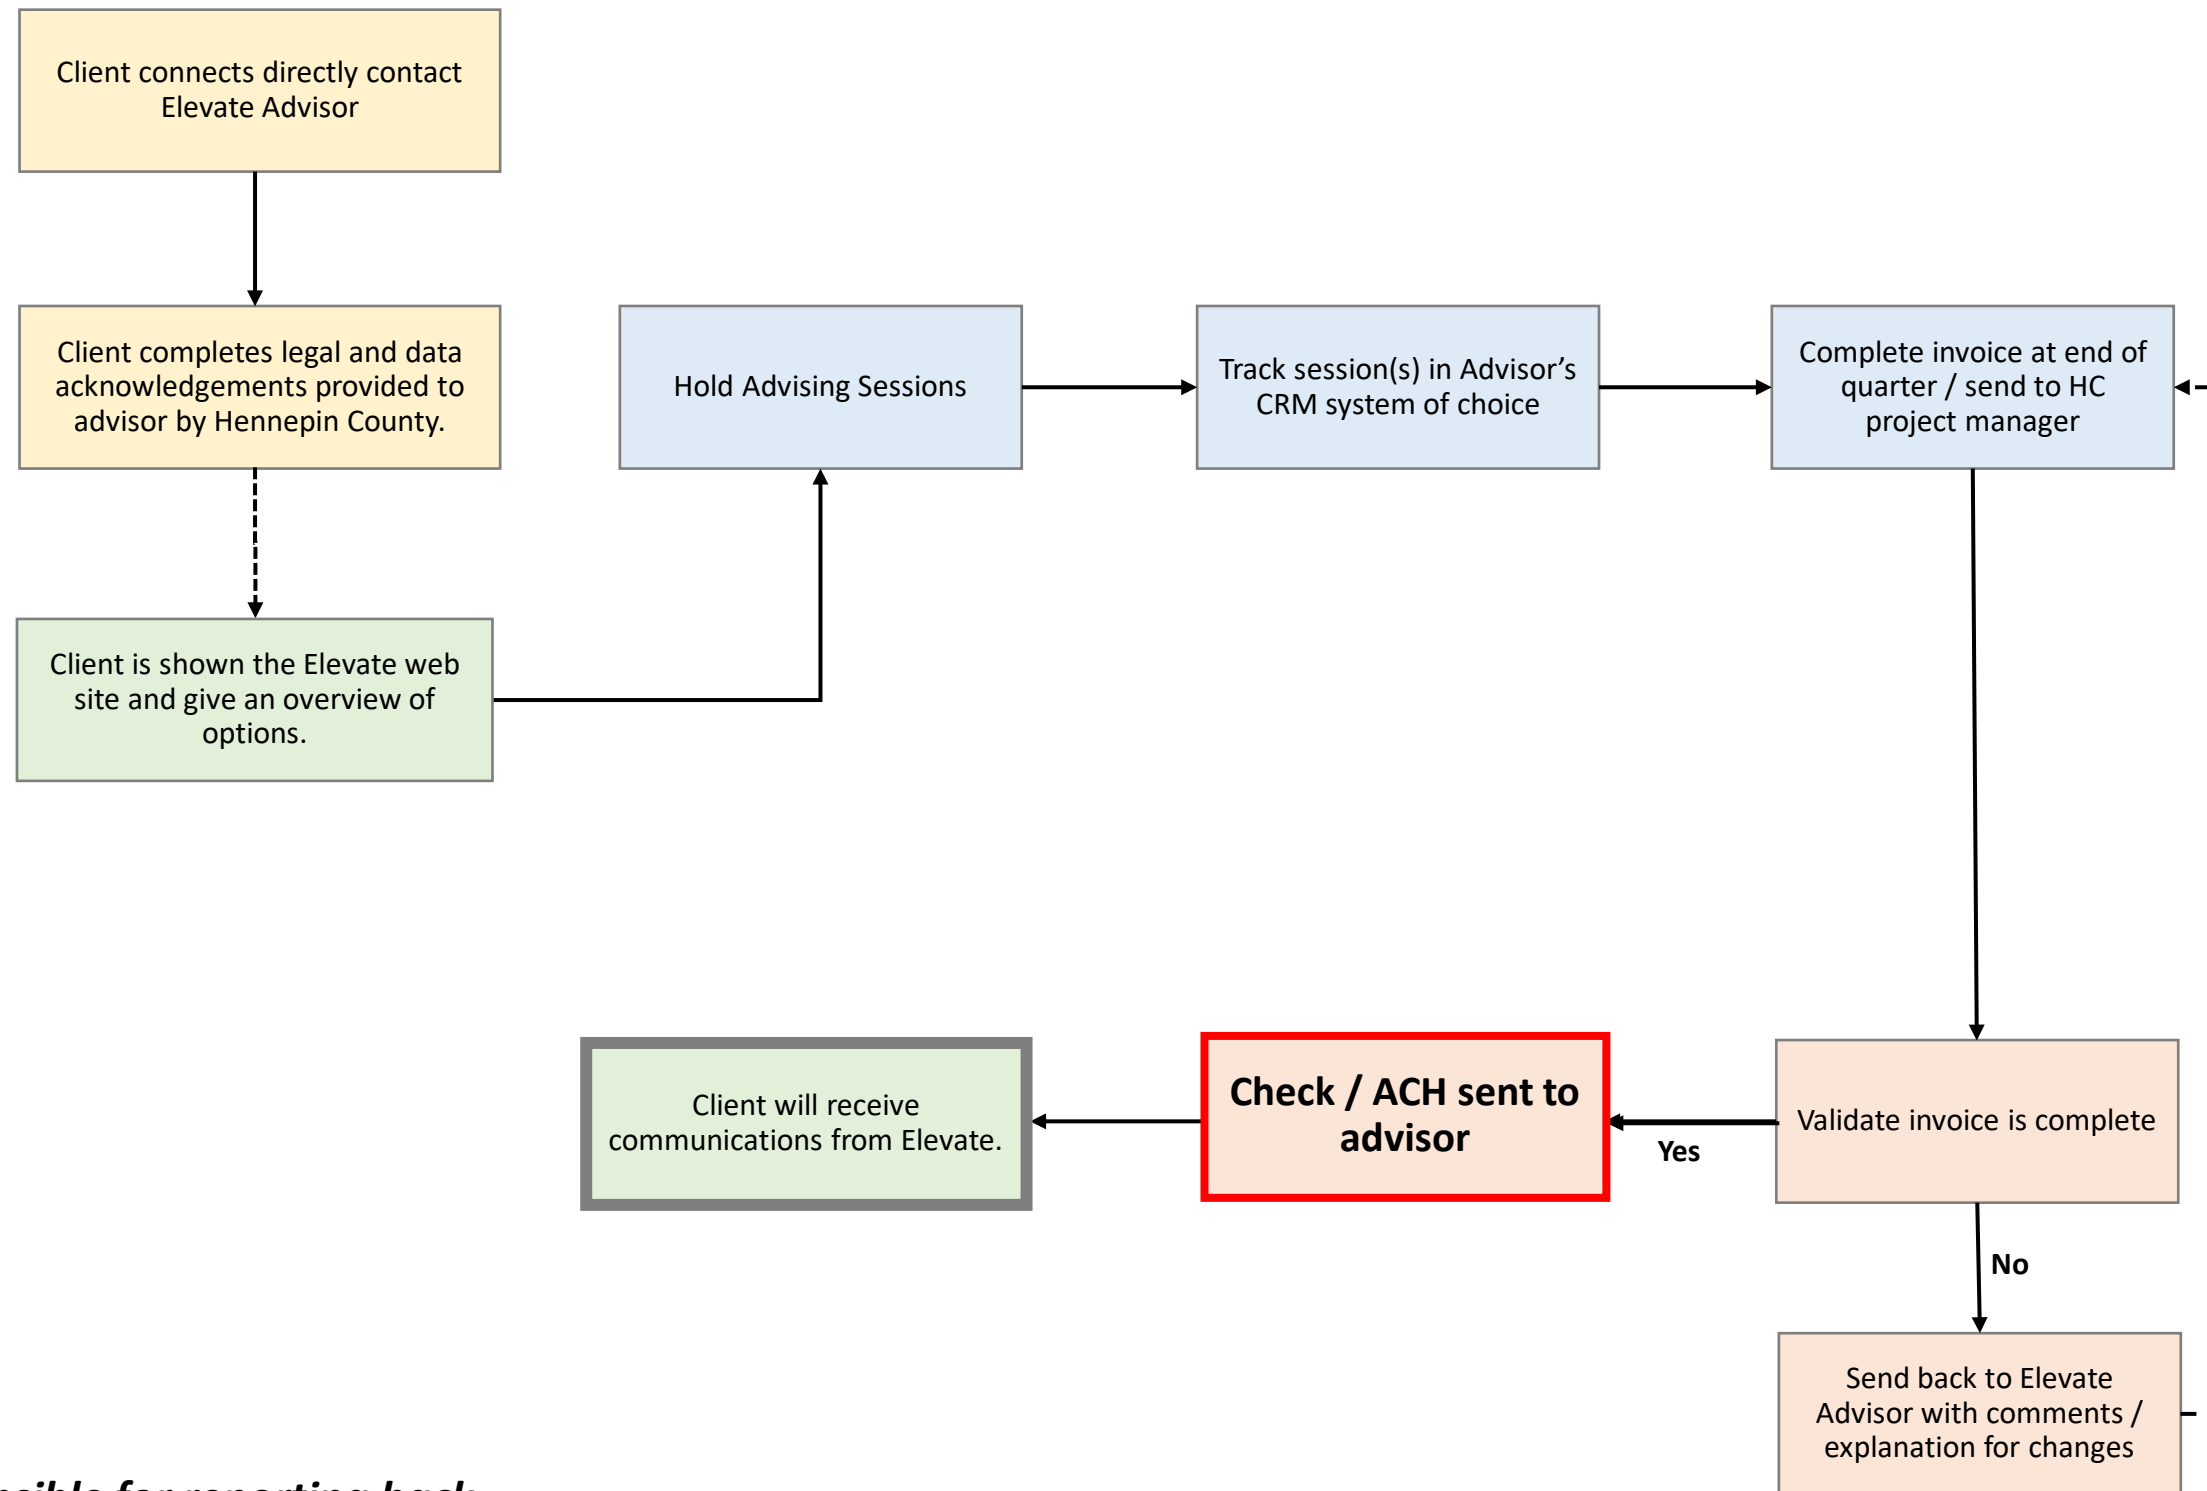 Client connects directly contact
Elevate Advisor
Client completes legal and data
acknowledgements provided to
advisor by Hennepin County.
Client is shown the Elevate web
site and give an overview of
options.
Hold Advising Sessions
Track session(s) in Advisor’s
CRM system of choice
Complete invoice at end of
quarter / send to HC
project manager
Validate invoice is complete
Yes
Check / ACH sent to
advisor
Client will receive
communications from Elevate.
No
Send back to Elevate
Advisor with comments /
explanation for changes
for reporting back